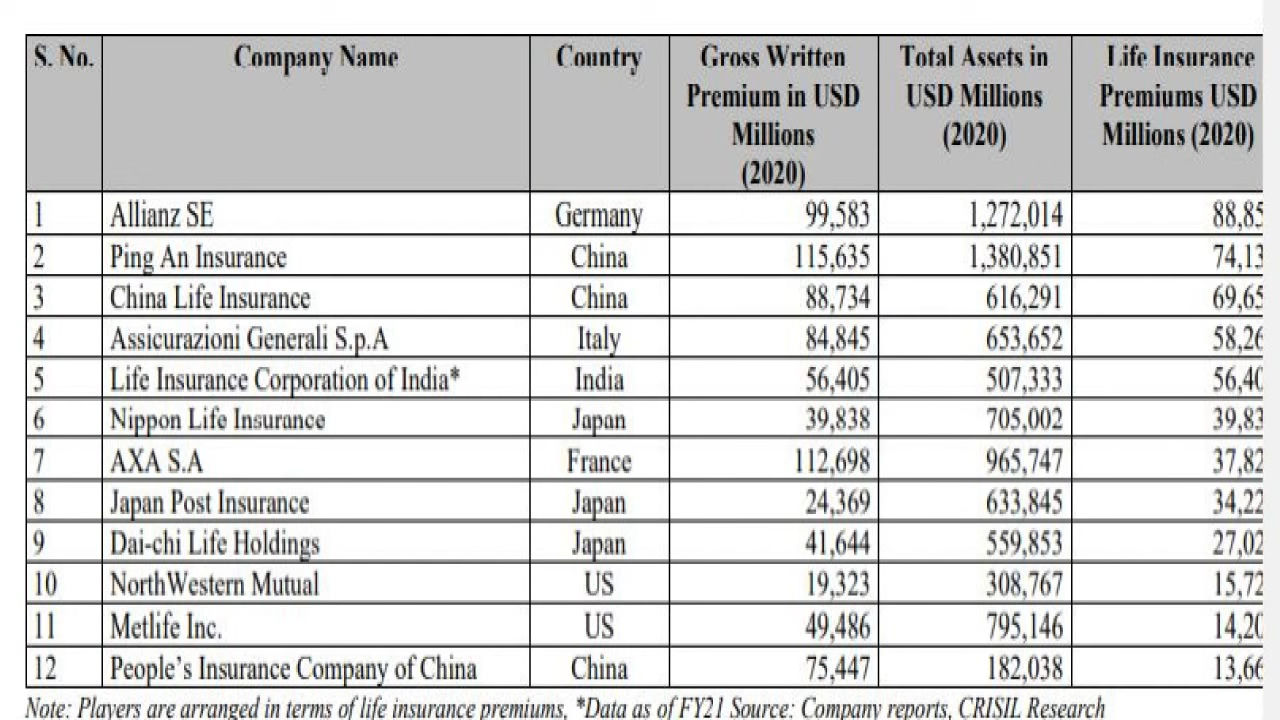 S. No. Company Name Country Gross Written Total Assets in Life Insurance
Premium in USD USD Millions Premiums USD
Millions (2020) Millions (2020)
(2020)
1 Allianz SE Germany 99,583 1,272,014 88,85
2 Ping An Insurance China 115,635 1,380,851 74,13
3 China Life Insurance China 88,734 616,291 69,65
4 Assicurazioni Generali S.p.A Italy 84,845 653,652 58,26
5 Life Insurance Corporation of India* India 56,405 507,333 56,40
6 Nippon Life Insurance Japan 39,838 705,002 39,83
7 AXA S.A France 112,698 965,747 37,82
8 Japan Post Insurance Japan 24,369 633,845 34,22
9 Dai-chi Life Holdings Japan 41,644 559,853 27,02
10 NorthWestern Mutual US 19,323 308,767 15,72
11 Metlife Inc. US 49,486 795,146 14,20
12 People's Insurance Company of China China 75,447 182,038 13,66
Note: Players are arranged in terms of life insurance premiums, *Data as of FY21 Source: Company reports, CRISIL Research